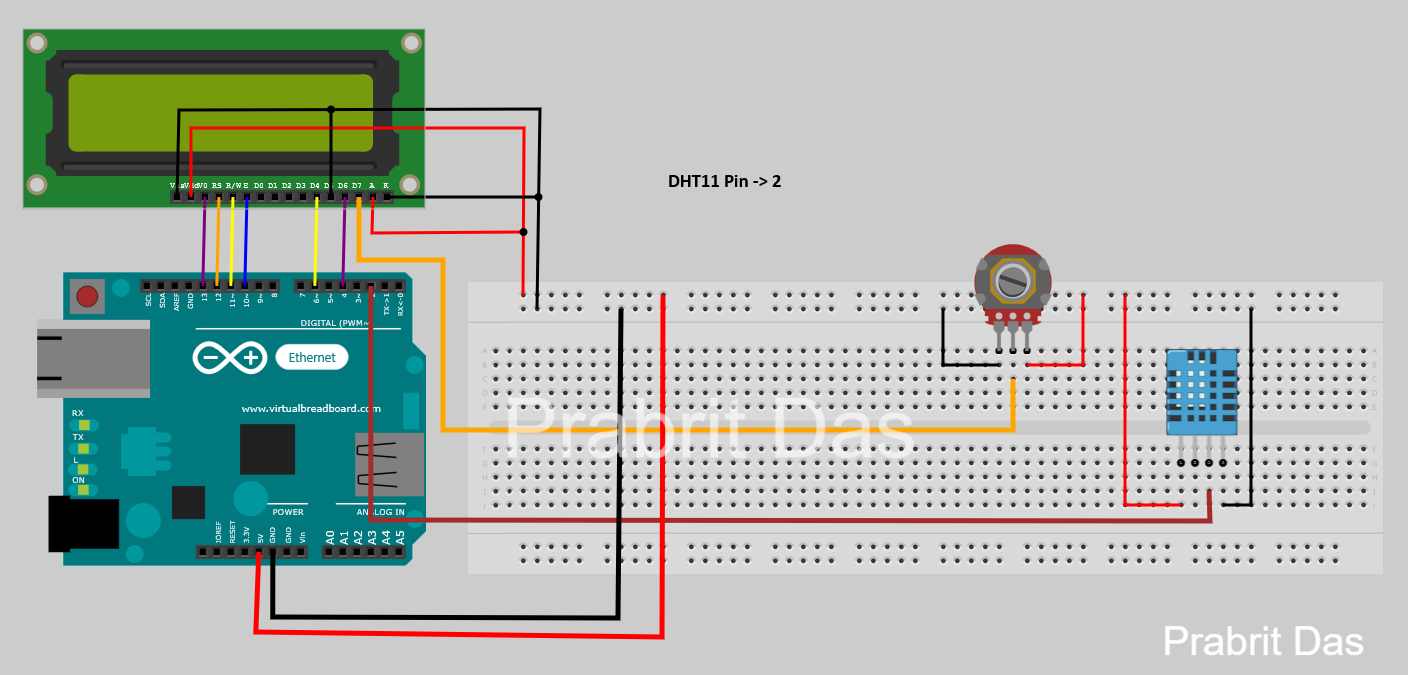 Vdd V0 RS R/W E D0 D1 D2 D3 D4 D6 D7 A K
DHT11 Pin -> 2
SCL SDA AREF GND 13 12 11~ 10~ 9~ 8 7 6~ 5~ 4 3~ 2 TX->1 RX<-0
DIGITAL (PWM~
Ethernet
www.virtualbreadboard.com
Prabrit Das
RX
TX
L
ON
POWER
ANALOG IN
IOREF RESET 3.3V 5V GND GND Vin A0 A1 A2 A3 A4 A5
A A
B B
C C
D D
E E
F F
G G
H H
I I
J J
Prabrit Das